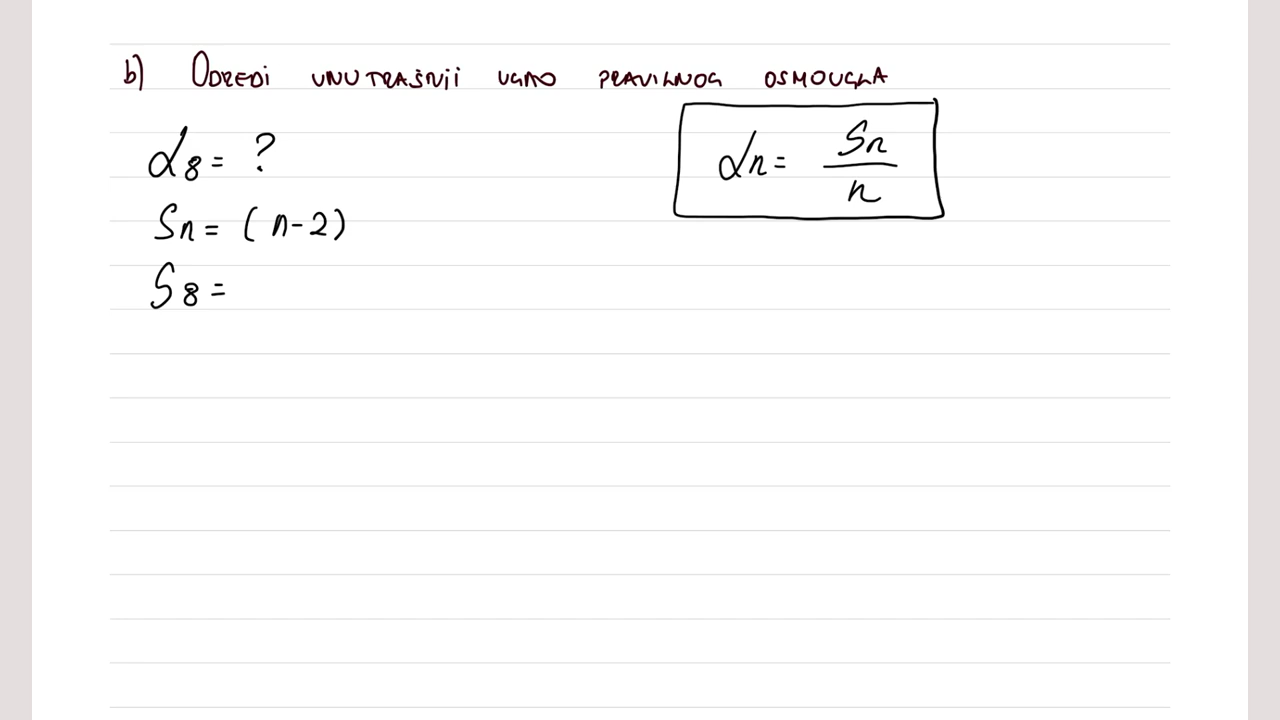 b) ODREDI UNUTRAŠNJI UGAO PRAVILNOG OSMOUGLA
α8 = ?
αn = Sn/n
Sn = (n-2)
S8 =